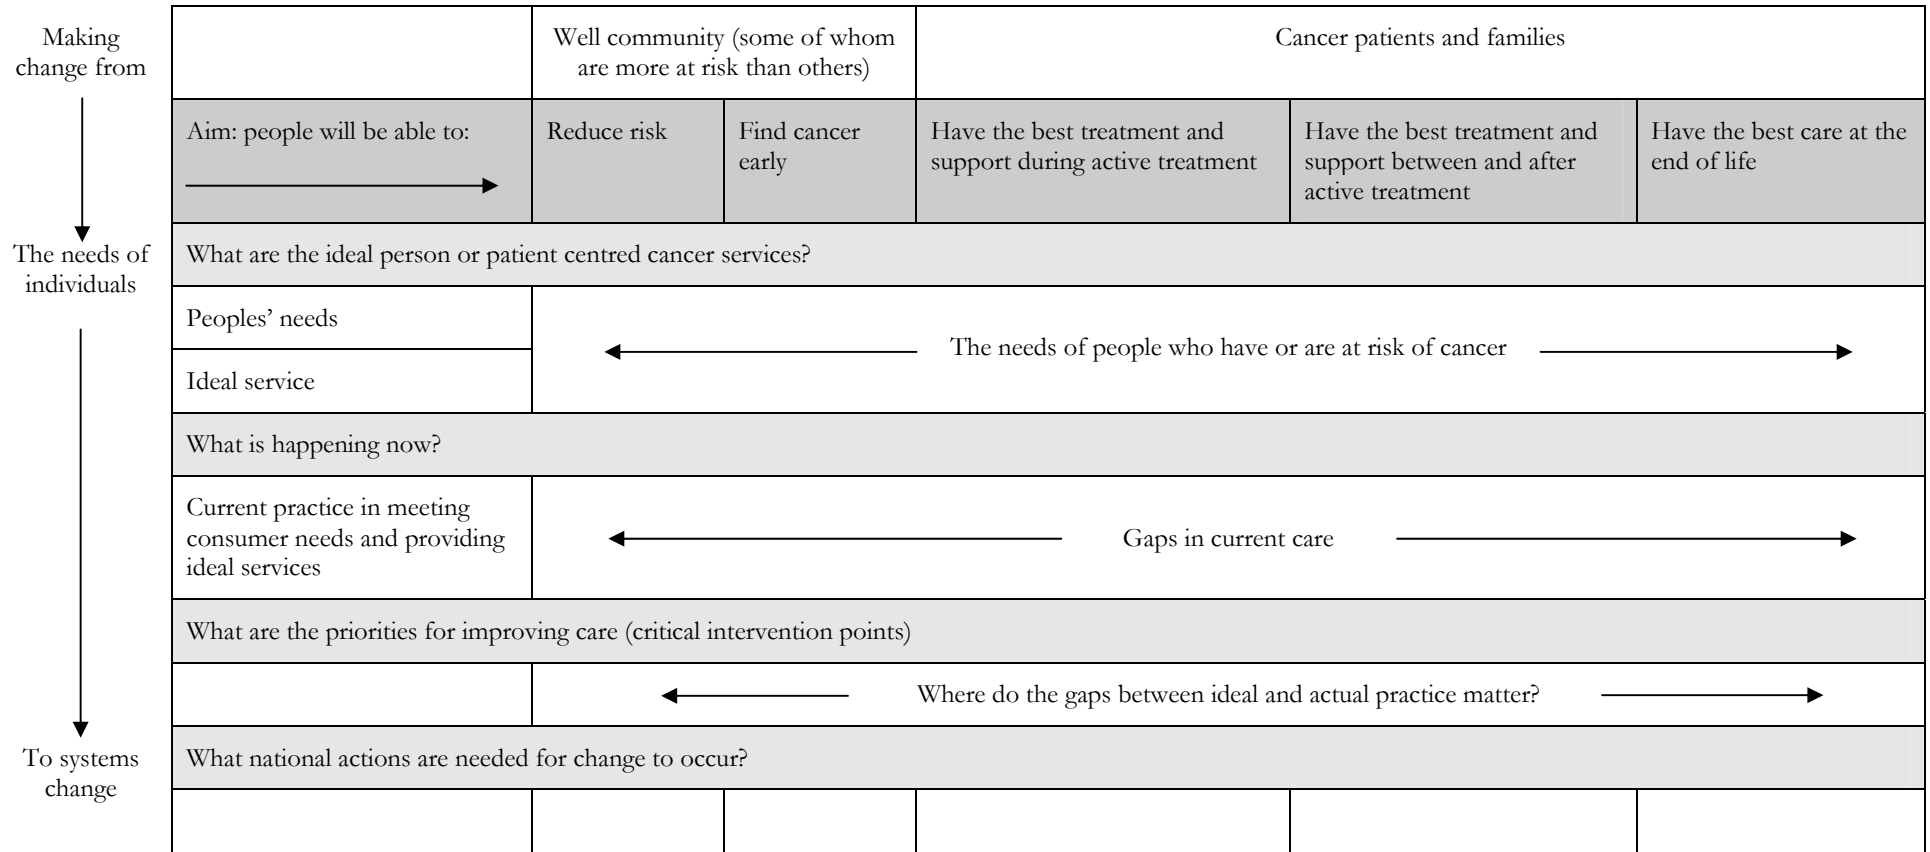 Making
change from
Well community (some of whom
are more at risk than others)
Cancer patients and families
Aim: people will be able to:
Reduce risk
Find cancer
early
Have the best treatment and
support during active treatment
Have the best treatment and
support between and after
active treatment
Have the best care at the
end of life
The needs of
individuals
What are the ideal person or patient centred cancer services?
Peoples’ needs
The needs of people who have or are at risk of cancer
Ideal service
What is happening now?
Current practice in meeting
consumer needs and providing
ideal services
Gaps in current care
What are the priorities for improving care (critical intervention points)
Where do the gaps between ideal and actual practice matter?
To systems
change
What national actions are needed for change to occur?